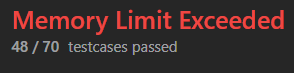 Memory Limit Exceeded
48 / 70 testcases passed